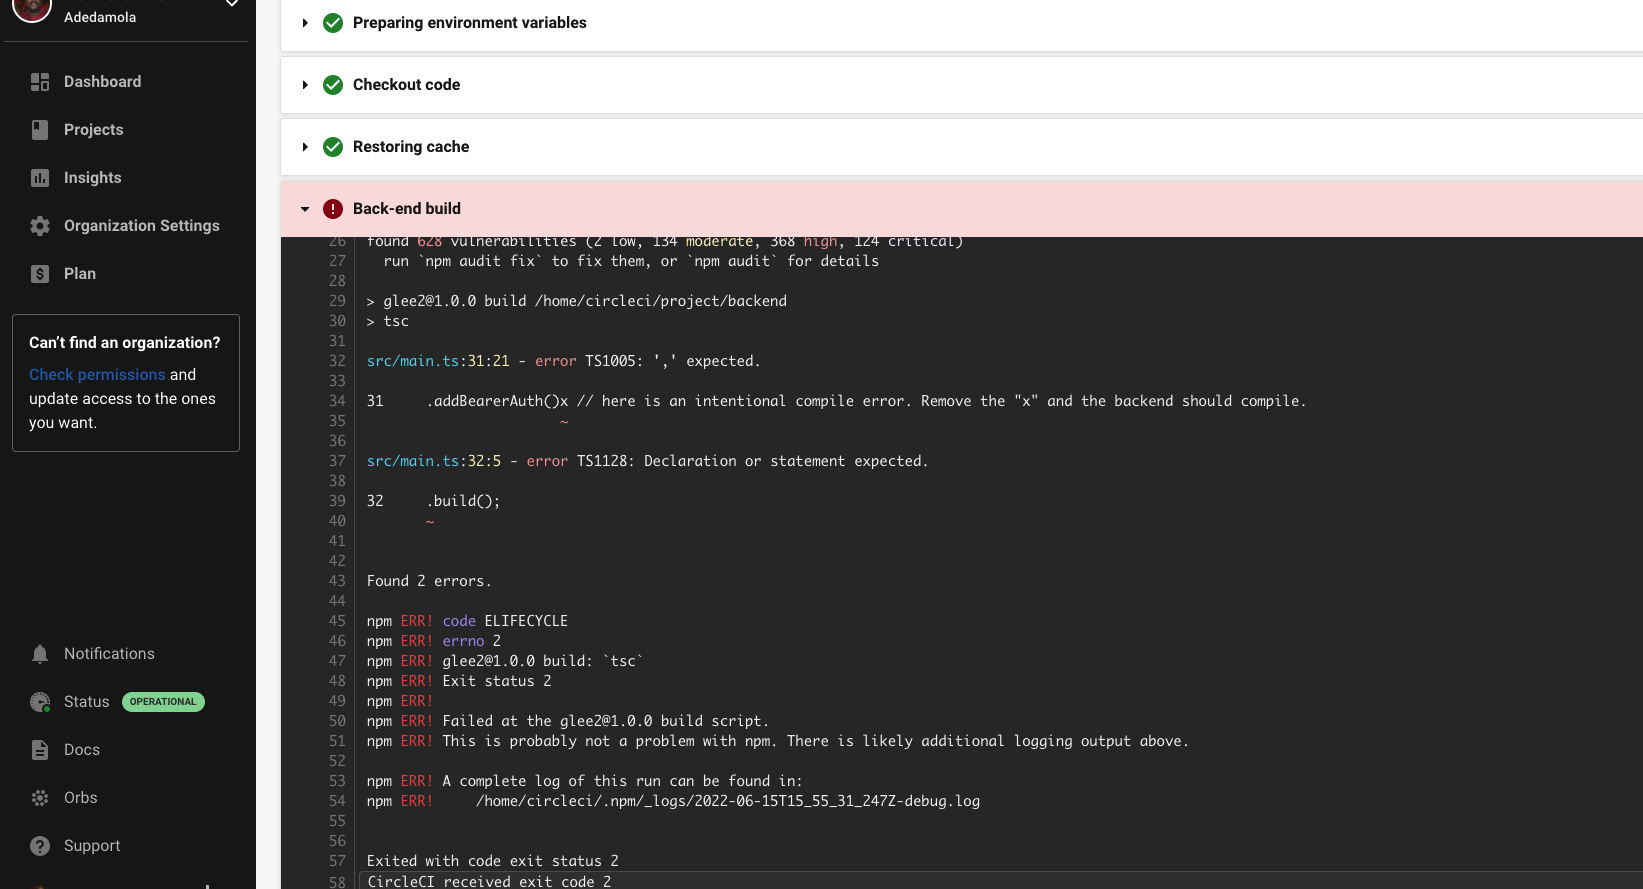 Adedamola
Dashboard
Projects
Insights
Organization Settings
Plan
Can’t find an organization?
Check permissions and
update access to the ones
you want.
Notifications
Status OPERATIONAL
Docs
Orbs
Support
Preparing environment variables
Checkout code
Restoring cache
Back-end build
26 found 628 vulnerabilities (2 low, 134 moderate, 368 high, 124 critical)
27   run `npm audit fix` to fix them, or `npm audit` for details
28
29 > glee2@1.0.0 build /home/circleci/project/backend
30 > tsc
31
32 src/main.ts:31:21 - error TS1005: ',' expected.
33
34 31     .addBearerAuth()x // here is an intentional compile error. Remove the "x" and the backend should compile.
35                        ~
36
37 src/main.ts:32:5 - error TS1128: Declaration or statement expected.
38
39 32     .build();
40        ~
41
42
43 Found 2 errors.
44
45 npm ERR! code ELIFECYCLE
46 npm ERR! errno 2
47 npm ERR! glee2@1.0.0 build: `tsc`
48 npm ERR! Exit status 2
49 npm ERR!
50 npm ERR! Failed at the glee2@1.0.0 build script.
51 npm ERR! This is probably not a problem with npm. There is likely additional logging output above.
52
53 npm ERR! A complete log of this run can be found in:
54 npm ERR!     /home/circleci/.npm/_logs/2022-06-15T15_55_31_247Z-debug.log
55
56
57 Exited with code exit status 2
58 CircleCI received exit code 2